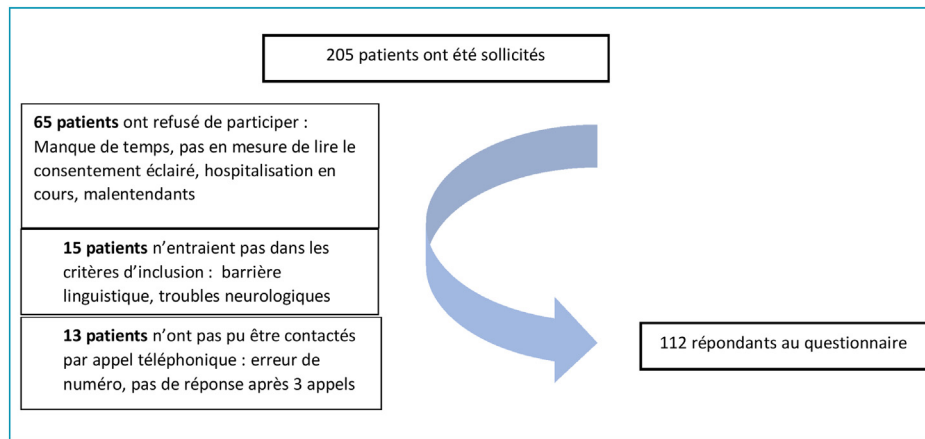 205 patients ont été sollicités
65 patients ont refusé de participer :
Manque de temps, pas en mesure de lire le
consentement éclairé, hospitalisation en
cours, malentendants
15 patients n’entraient pas dans les
critères d’inclusion : barrière
linguistique, troubles neurologiques
13 patients n’ont pas pu être contactés
par appel téléphonique : erreur de
numéro, pas de réponse après 3 appels
112 répondants au questionnaire